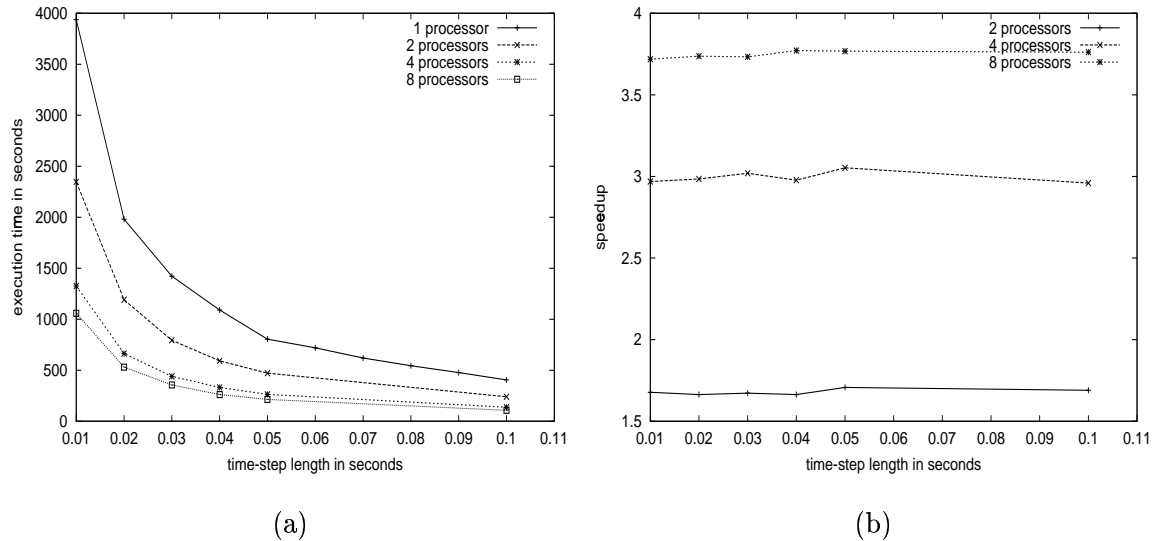 4000
3500
3000
2500
2000
1500
1000
500
0
execution time in seconds
1 processor
2 processors
4 processors
8 processors
0.01 0.02 0.03 0.04 0.05 0.06 0.07 0.08 0.09 0.1 0.11
time-step length in seconds
(a)
4
3.5
3
2.5
2
1.5
speedup
2 processors
4 processors
8 processors
0.01 0.02 0.03 0.04 0.05 0.06 0.07 0.08 0.09 0.1 0.11
time-step length in seconds
(b)